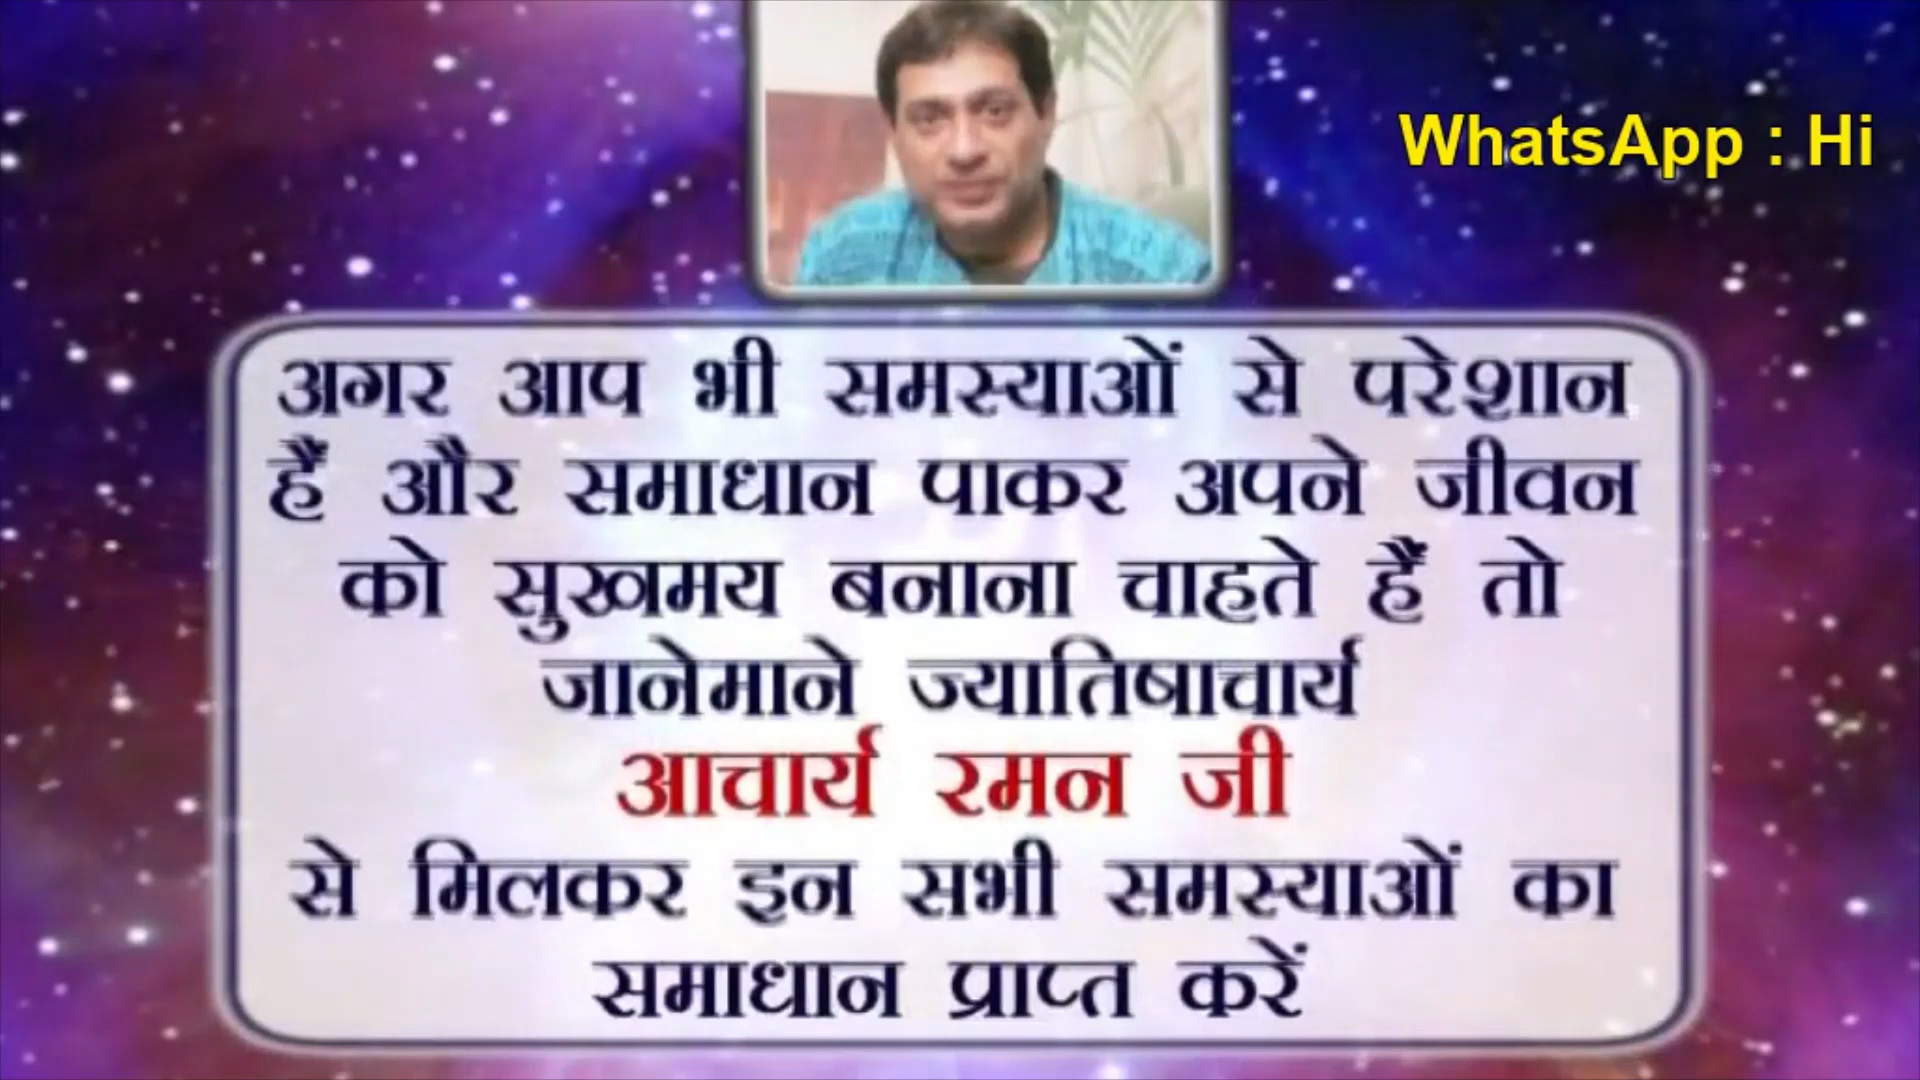 WhatsApp : Hi
अगर आप भी समस्याओं से परेशान
हैं और समाधान पाकर अपने जीवन
को सुखमय बनाना चाहते हैं तो
जानेमाने ज्यातिषाचार्य
आचार्य रमन जी
से मिलकर इन सभी समस्याओं का
समाधान प्राप्त करें